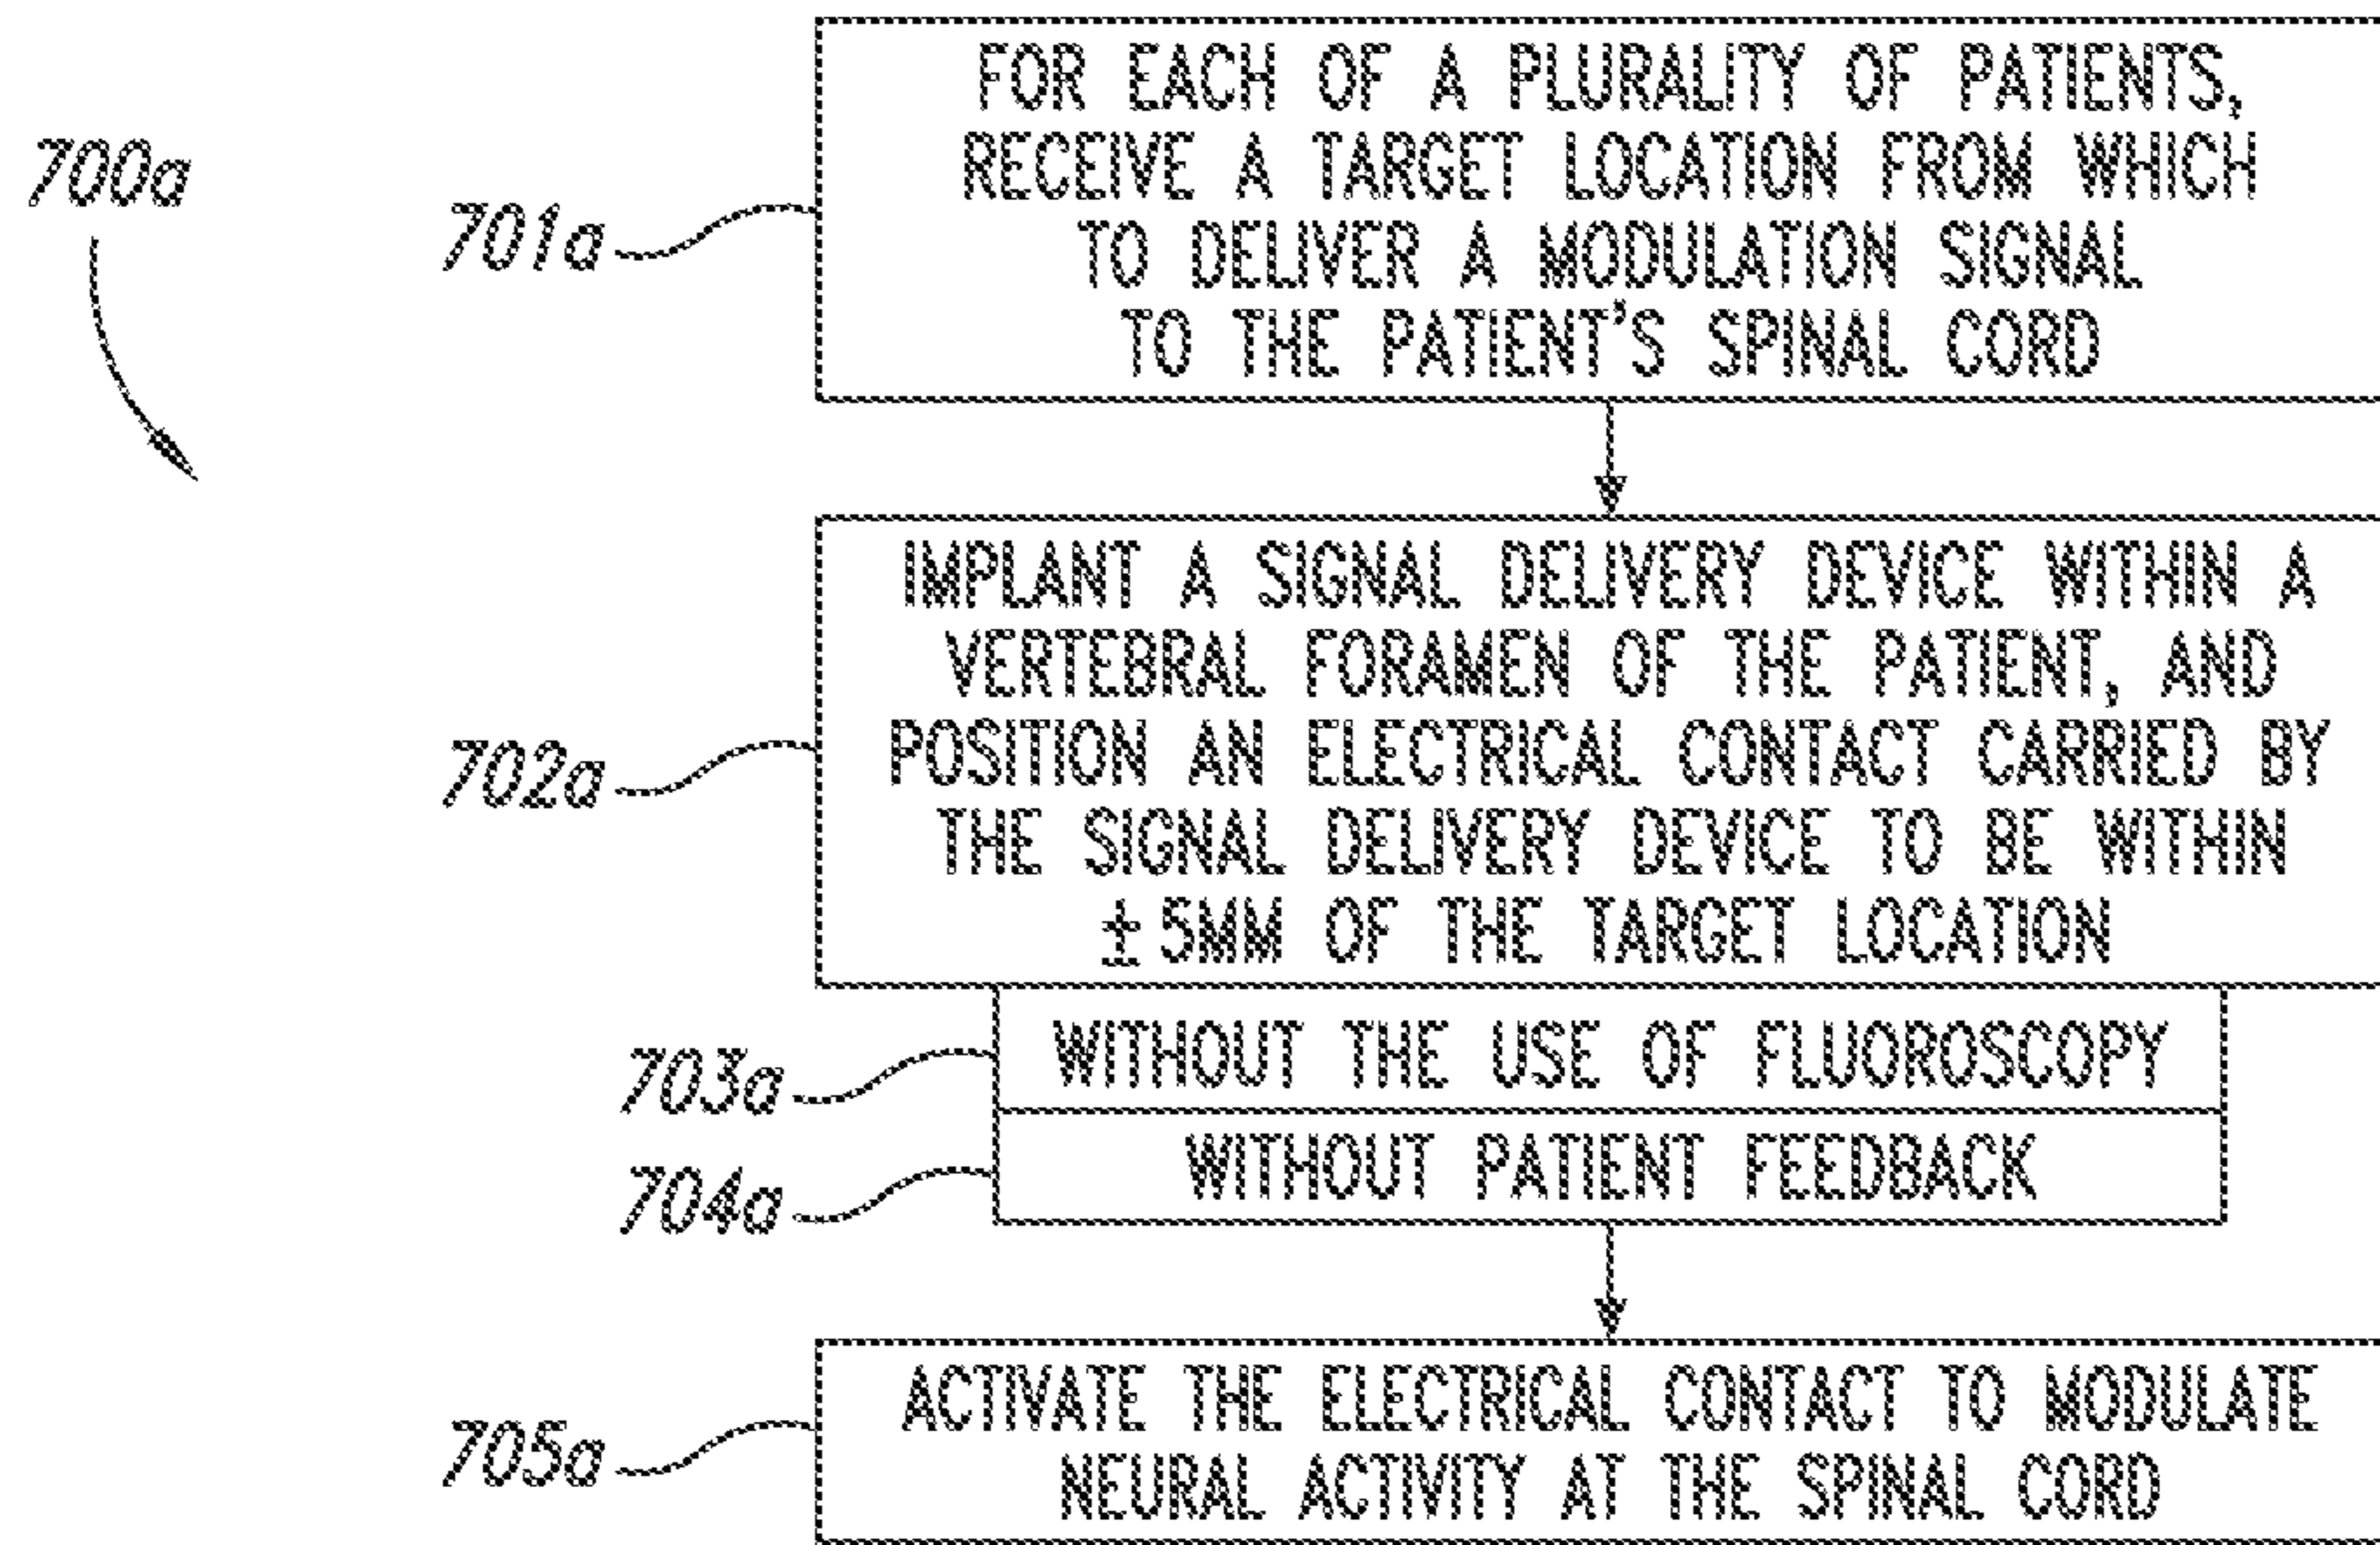 700a
701a
FOR EACH OF A PLURALITY OF PATIENTS,
RECEIVE A TARGET LOCATION FROM WHICH
TO DELIVER A MODULATION SIGNAL
TO THE PATIENT'S SPINAL CORD
702a
IMPLANT A SIGNAL DELIVERY DEVICE WITHIN A
VERTEBRAL FORAMEN OF THE PATIENT, AND
POSITION AN ELECTRICAL CONTACT CARRIED BY
THE SIGNAL DELIVERY DEVICE TO BE WITHIN
±5MM OF THE TARGET LOCATION
703a
WITHOUT THE USE OF FLUOROSCOPY
704a
WITHOUT PATIENT FEEDBACK
705a
ACTIVATE THE ELECTRICAL CONTACT TO MODULATE
NEURAL ACTIVITY AT THE SPINAL CORD